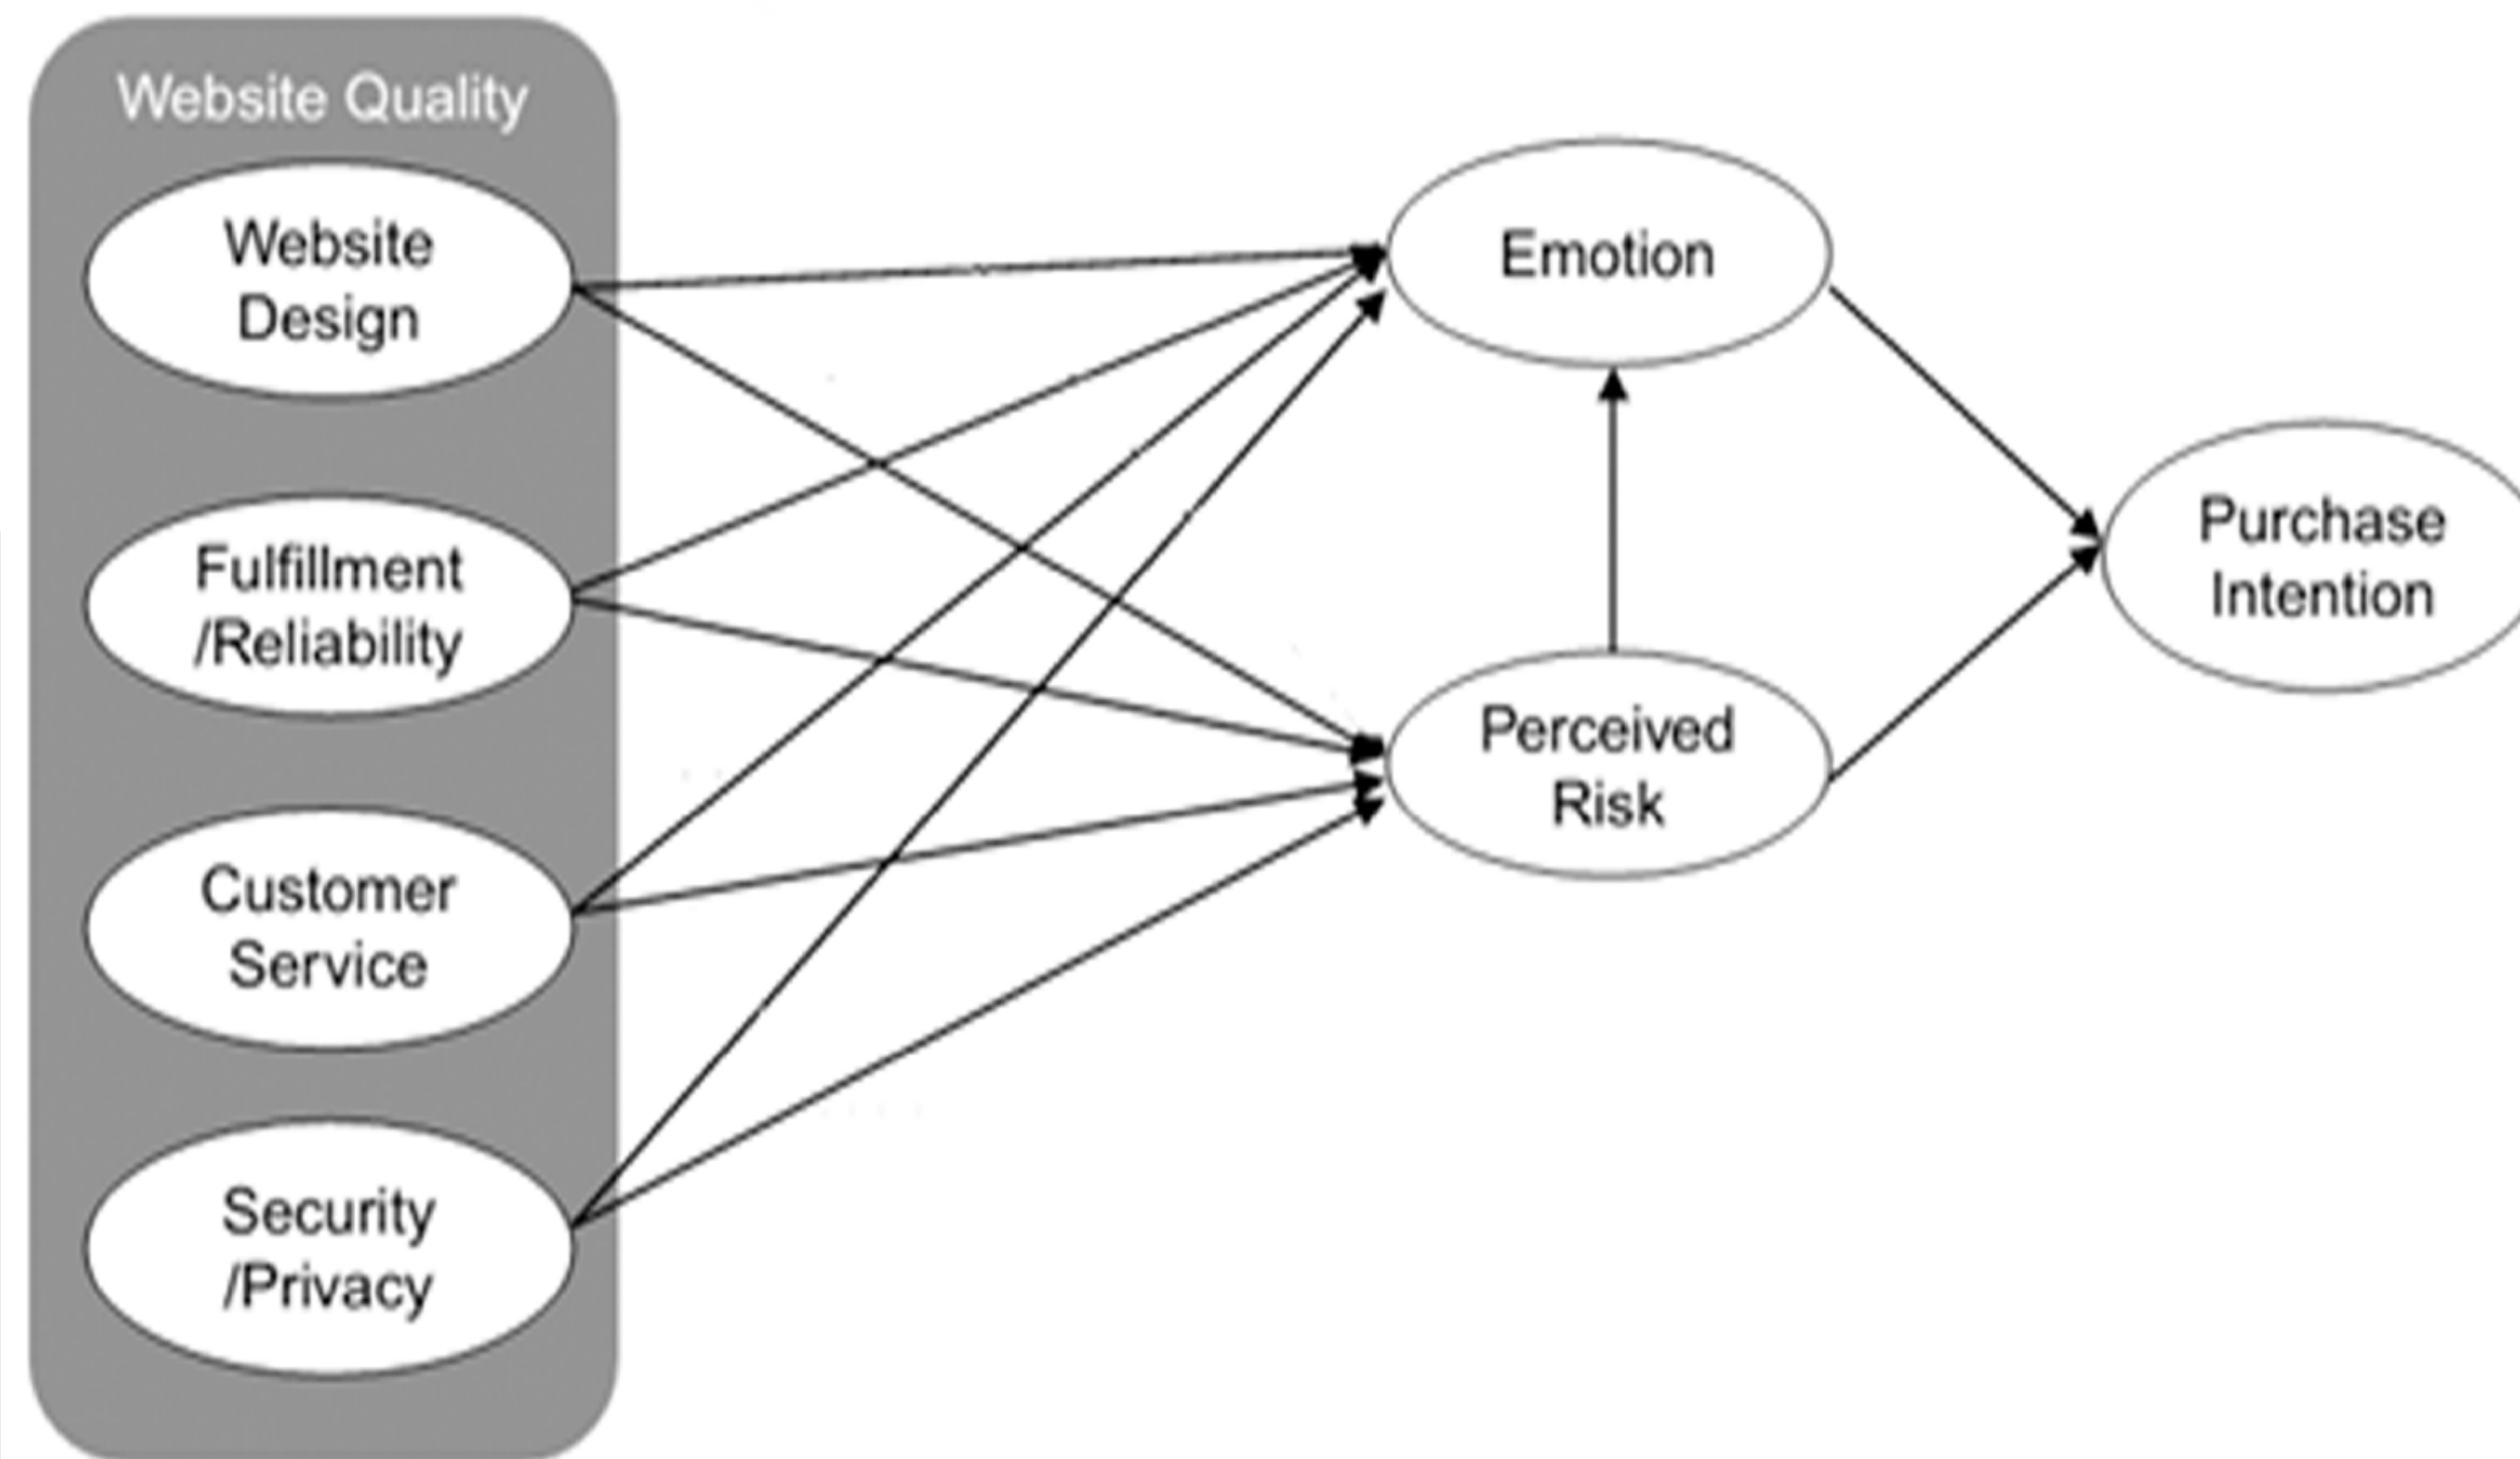 Website Quality
Website
Design
Fulfillment
/Reliability
Customer
Service
Security
/Privacy
Emotion
Perceived
Risk
Purchase
Intention